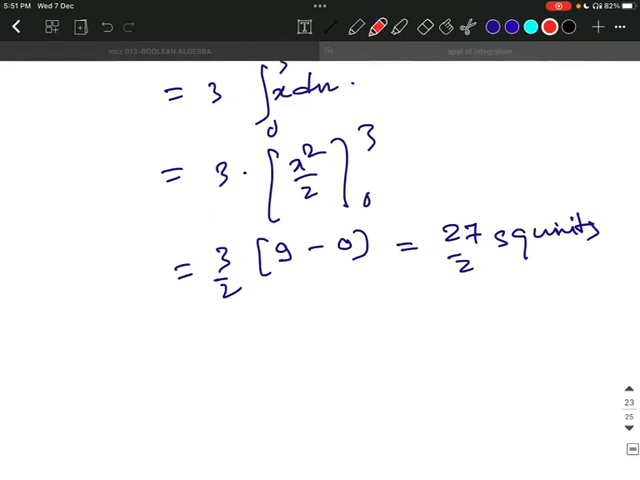 5:51 PM Wed 7 Dec
82%
mcs 013-BOOLEAN ALGEBRA
appl of integration
= 3 ∫₀³ x dx.
= 3 · [x²/2]₀³
= 3/2 [9 - 0) = 27/2 sq units
23
25